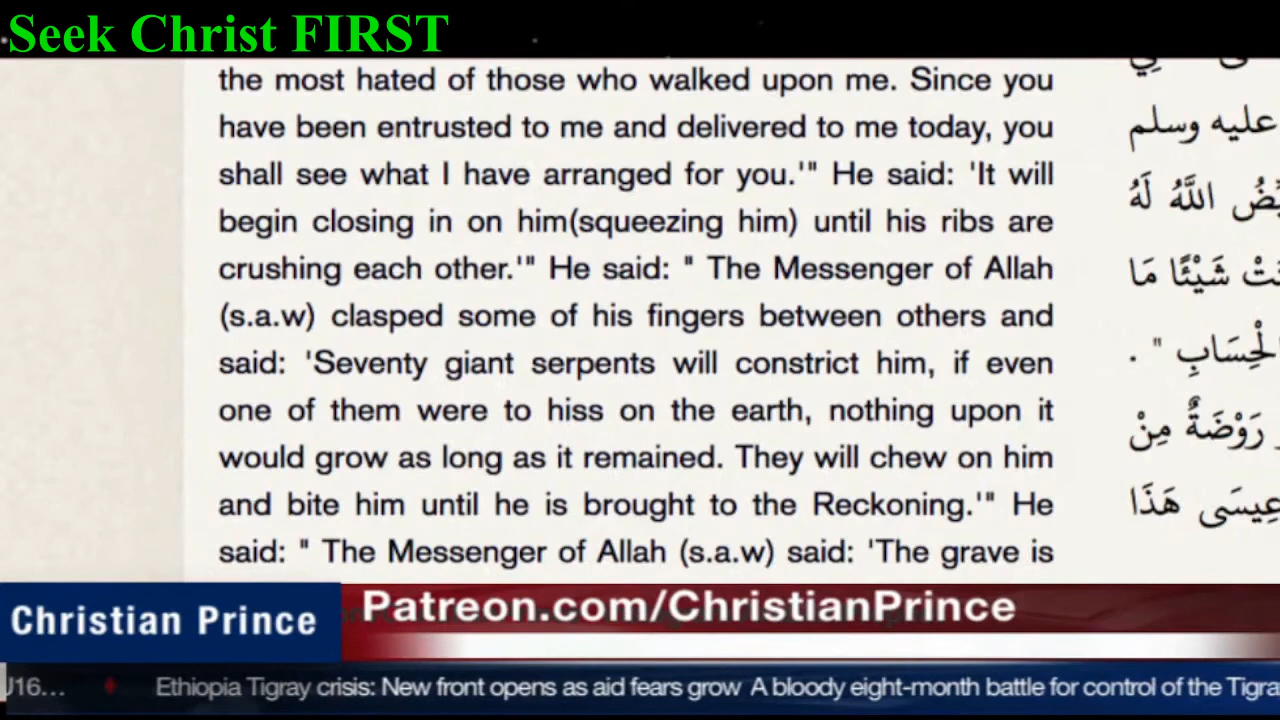 Seek Christ FIRST
the most hated of those who walked upon me. Since you
have been entrusted to me and delivered to me today, you
shall see what I have arranged for you.'" He said: 'It will
begin closing in on him(squeezing him) until his ribs are
crushing each other.'" He said: " The Messenger of Allah
(s.a.w) clasped some of his fingers between others and
said: 'Seventy giant serpents will constrict him, if even
one of them were to hiss on the earth, nothing upon it
would grow as long as it remained. They will chew on him
and bite him until he is brought to the Reckoning.'" He
said: " The Messenger of Allah (s.a.w) said: 'The grave is
عليه وسلم
اللَّهُ لَهُ
شَيْئًا مَا
الْحِسَابِ " .
رَوْضَةٌ مِنْ
عِيسَى هَذَا
Christian Prince
Patreon.com/ChristianPrince
J16... Ethiopia Tigray crisis: New front opens as aid fears grow A bloody eight-month battle for control of the Tigra